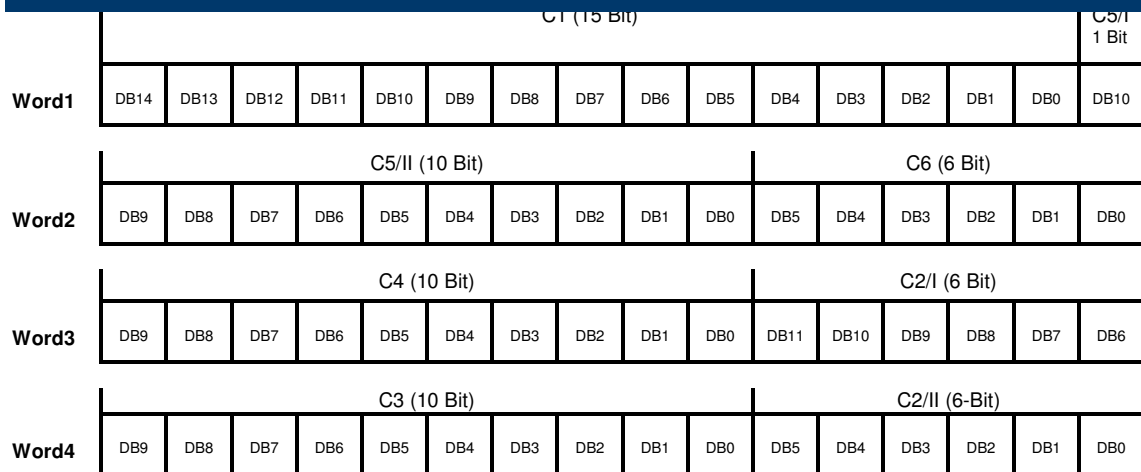 C1 (15 Bit) C5/I
1 Bit
Word1 DB14 DB13 DB12 DB11 DB10 DB9 DB8 DB7 DB6 DB5 DB4 DB3 DB2 DB1 DB0 DB10
C5/II (10 Bit) C6 (6 Bit)
Word2 DB9 DB8 DB7 DB6 DB5 DB4 DB3 DB2 DB1 DB0 DB5 DB4 DB3 DB2 DB1 DB0
C4 (10 Bit) C2/I (6 Bit)
Word3 DB9 DB8 DB7 DB6 DB5 DB4 DB3 DB2 DB1 DB0 DB11 DB10 DB9 DB8 DB7 DB6
C3 (10 Bit) C2/II (6-Bit)
Word4 DB9 DB8 DB7 DB6 DB5 DB4 DB3 DB2 DB1 DB0 DB5 DB4 DB3 DB2 DB1 DB0